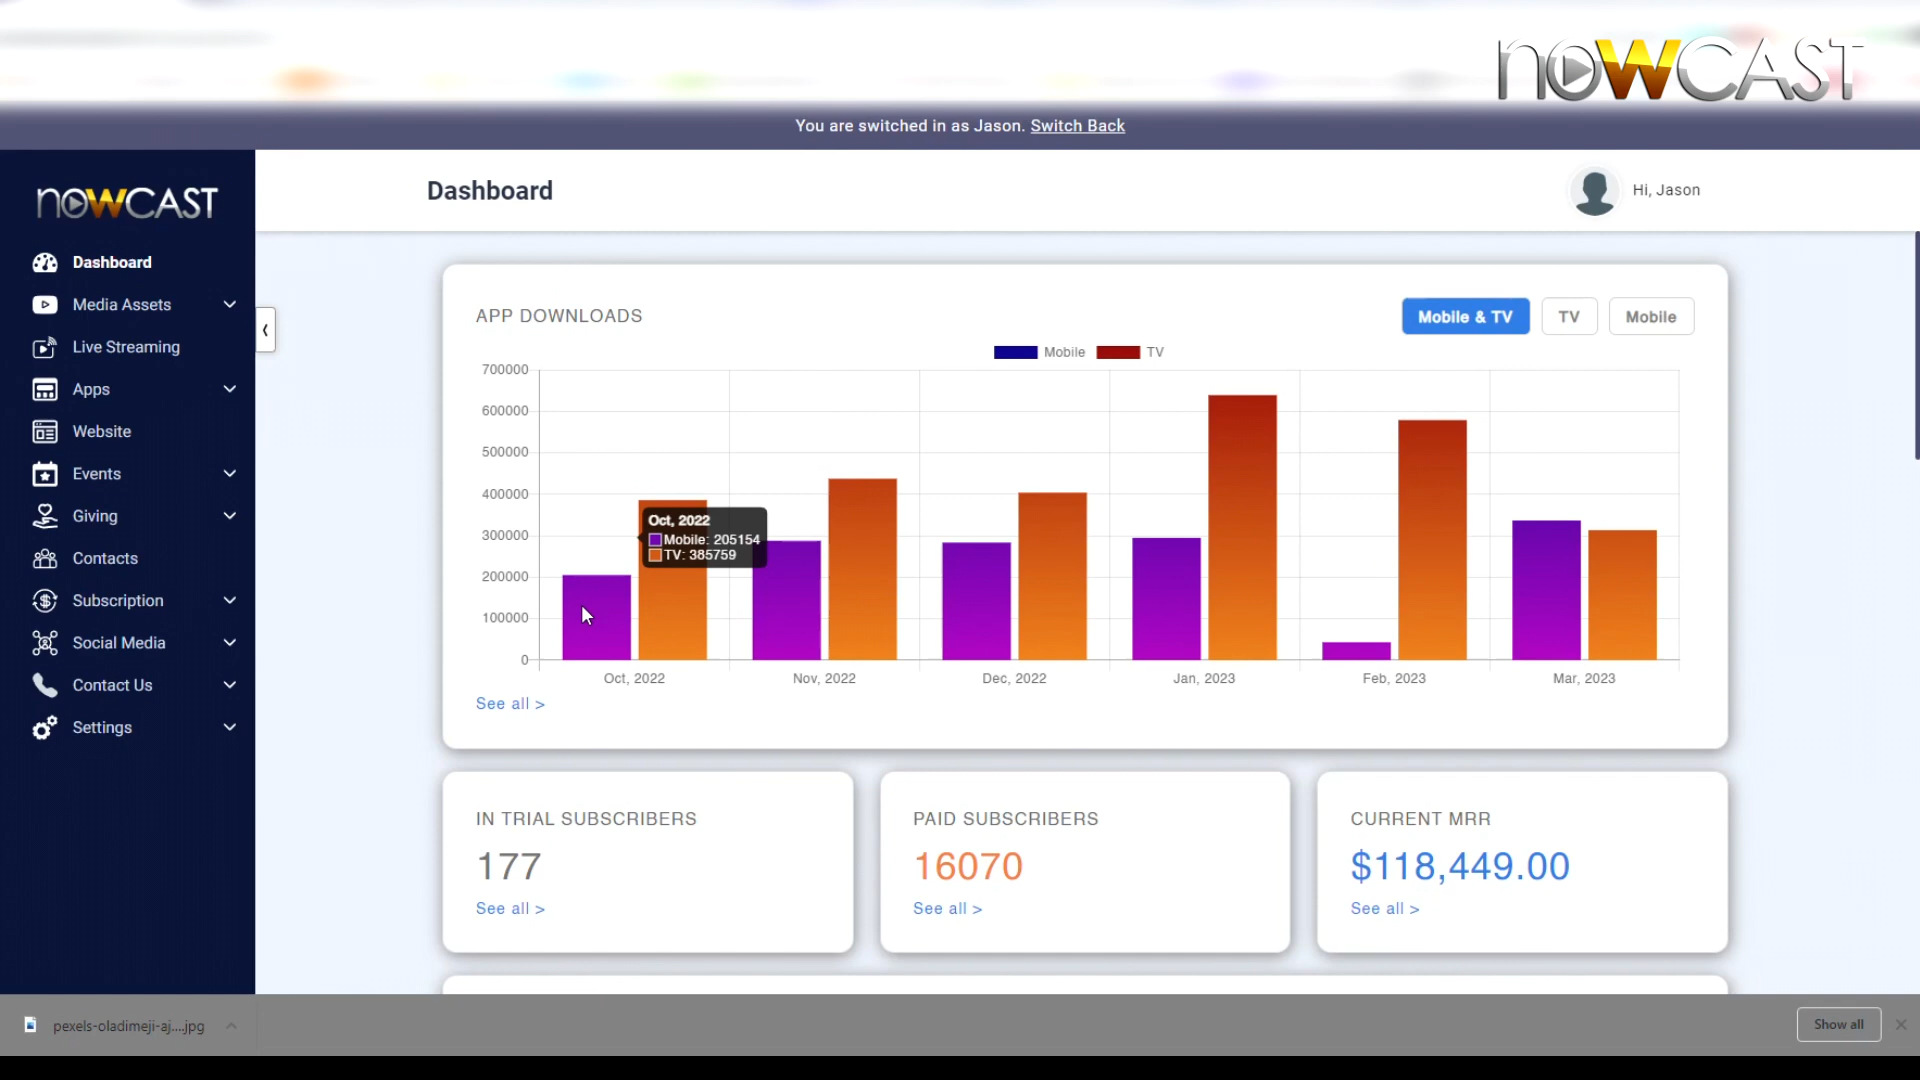 nowCAST
You are switched in as Jason. Switch Back
nowCAST
Dashboard
Hi, Jason
Dashboard
Media Assets
Live Streaming
Apps
Website
Events
Giving
Contacts
Subscription
Social Media
Contact Us
Settings
APP DOWNLOADS
Mobile & TV
TV
Mobile
Mobile TV
700000
600000
500000
400000
300000
200000
100000
0
Oct, 2022
Mobile: 205154
TV: 385759
Oct, 2022 Nov, 2022 Dec, 2022 Jan, 2023 Feb, 2023 Mar, 2023
See all >
IN TRIAL SUBSCRIBERS
177
See all >
PAID SUBSCRIBERS
16070
See all >
CURRENT MRR
$118,449.00
See all >
pexels-oladimeji-aj....jpg
Show all